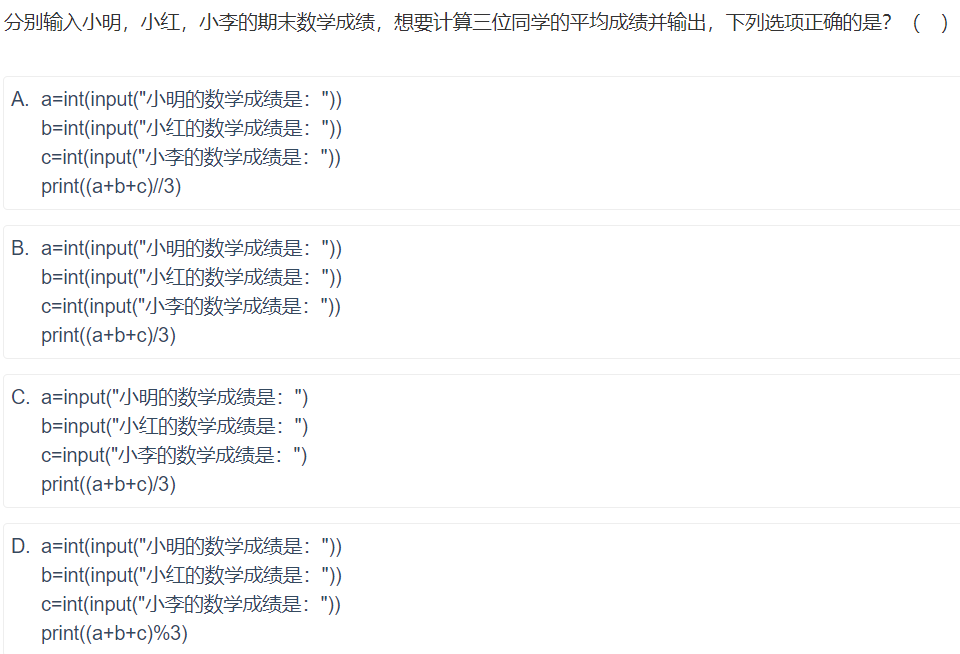 分别输入小明，小红，小李的期末数学成绩，想要计算三位同学的平均成绩并输出，下列选项正确的是？（ ）
A. a=int(input("小明的数学成绩是："))
b=int(input("小红的数学成绩是："))
c=int(input("小李的数学成绩是："))
print((a+b+c)//3)
B. a=int(input("小明的数学成绩是："))
b=int(input("小红的数学成绩是："))
c=int(input("小李的数学成绩是："))
print((a+b+c)/3)
C. a=input("小明的数学成绩是：")
b=input("小红的数学成绩是：")
c=input("小李的数学成绩是：")
print((a+b+c)/3)
D. a=int(input("小明的数学成绩是："))
b=int(input("小红的数学成绩是："))
c=int(input("小李的数学成绩是："))
print((a+b+c)%3)